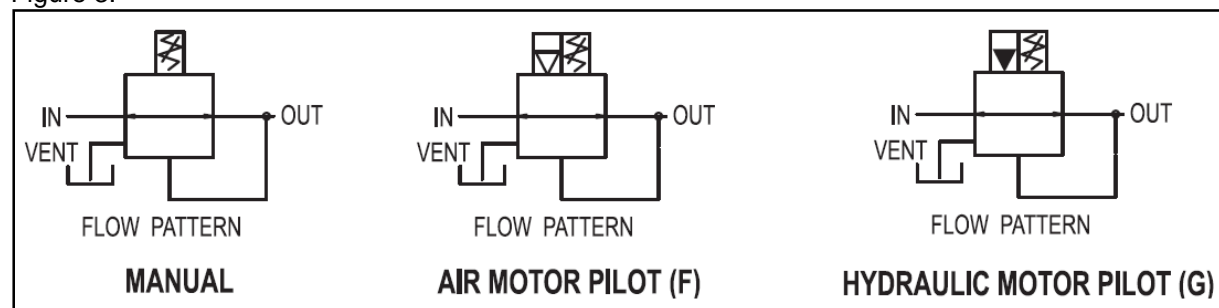 Figure 3.
IN
OUT
VENT
FLOW PATTERN
MANUAL
IN
OUT
VENT
FLOW PATTERN
AIR MOTOR PILOT (F)
IN
OUT
VENT
FLOW PATTERN
HYDRAULIC MOTOR PILOT (G)